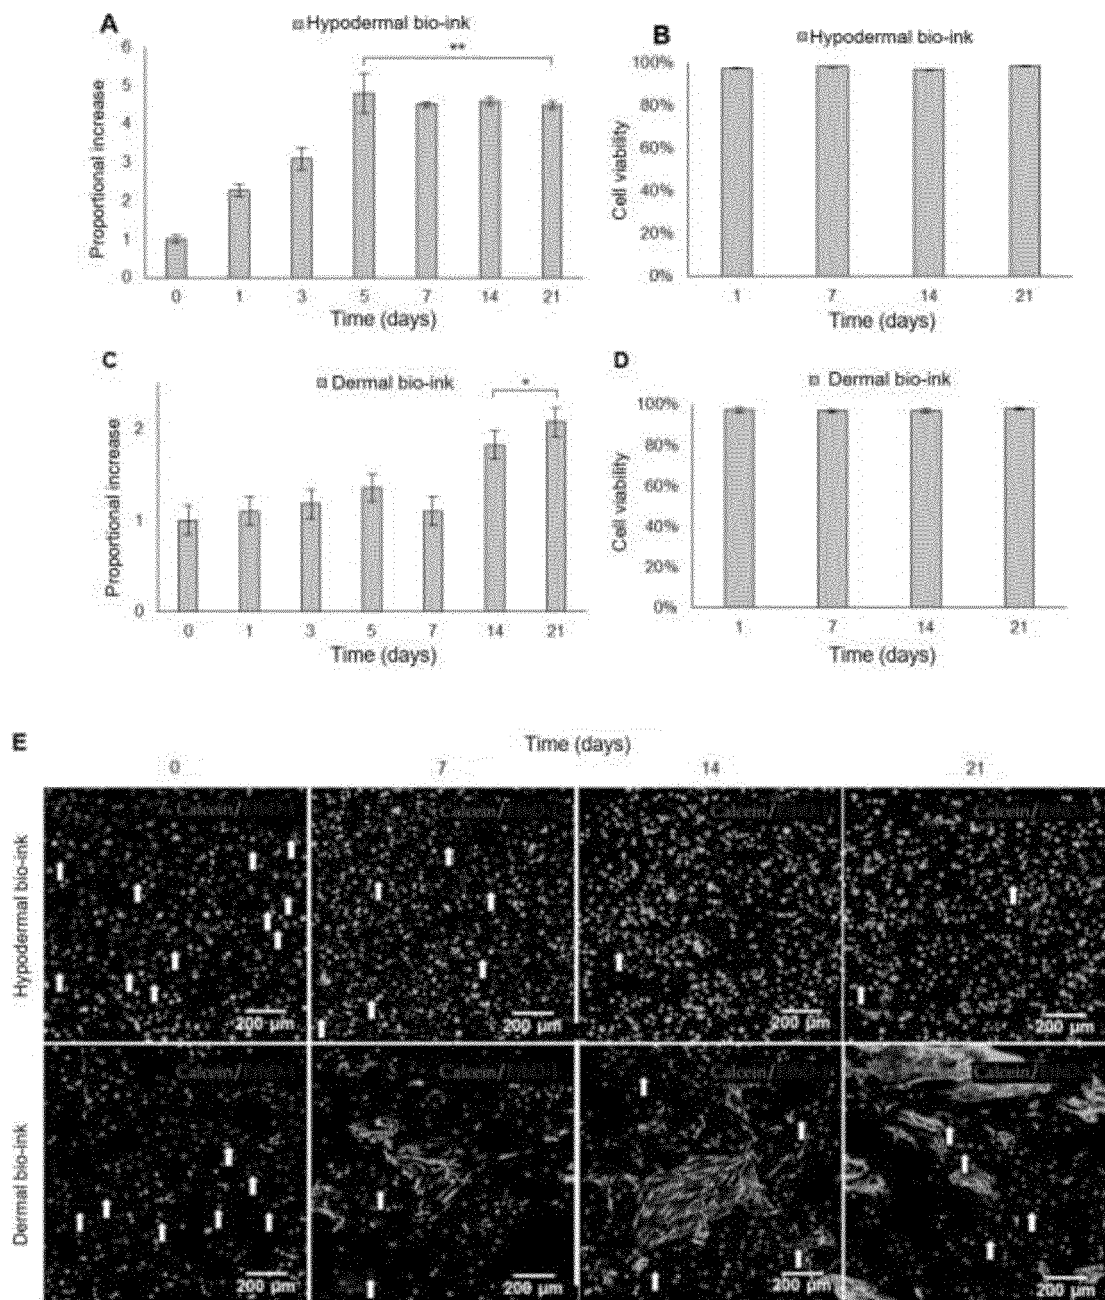 A
Hypodermal bio-ink
**
Proportional increase
6
5
4
3
2
1
0
0 1 3 5 7 14 21
Time (days)
B
Hypodermal bio-ink
Cell viability
100%
80%
60%
40%
20%
0%
1 7 14 21
Time (days)
C
Dermal bio-ink
*
Proportional increase
2
1
0
0 1 3 5 7 14 21
Time (days)
D
Dermal bio-ink
Cell viability
100%
80%
60%
40%
20%
0%
1 7 14 21
Time (days)
E
Time (days)
0 7 14 21
Hypodermal bio-ink
Calcein/
Calcein/
Calcein/
Calcein/
200 µm
200 µm
200 µm
200 µm
Dermal bio-ink
Calcein/
Calcein/
Calcein/
Calcein/
200 µm
200 µm
200 µm
200 µm